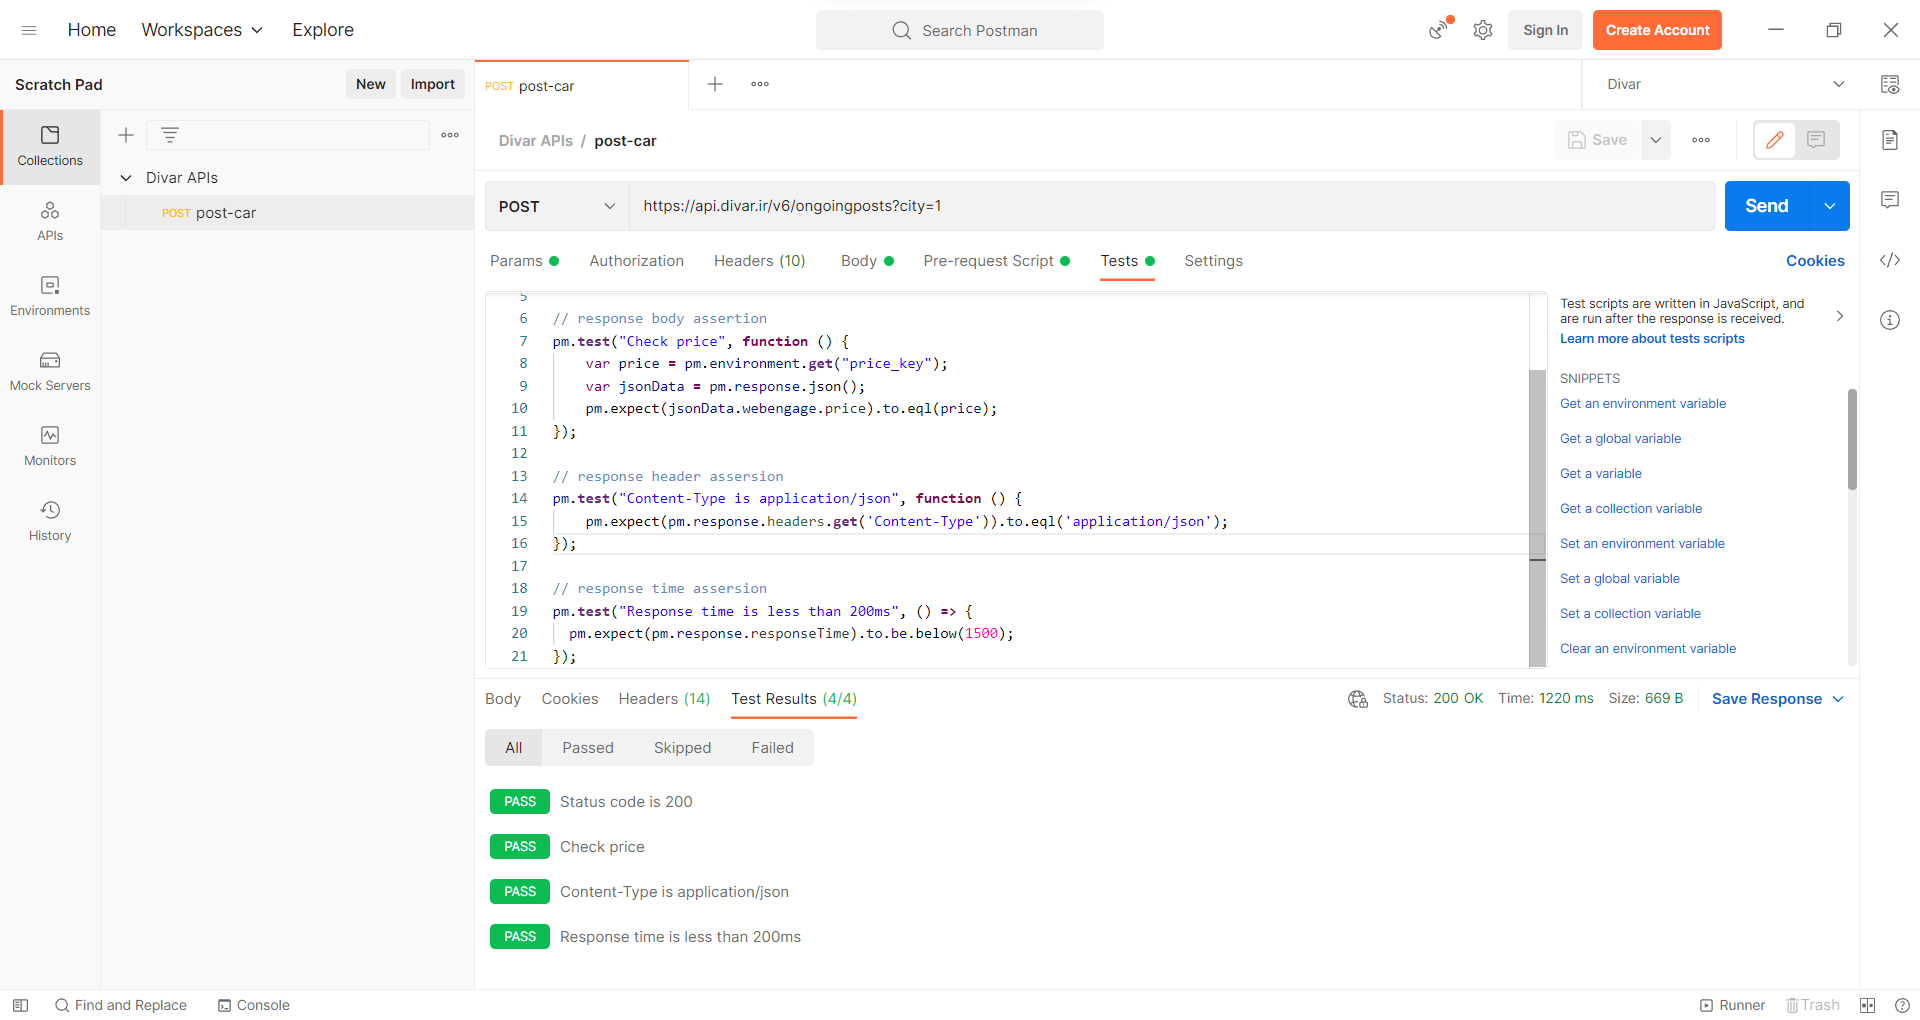 Home Workspaces Explore Search Postman Sign In Create Account
Scratch Pad New Import POST post-car Divar
Collections
APIs
Environments
Mock Servers
Monitors
History
Divar APIs
POST post-car
Divar APIs / post-car Save
POST https://api.divar.ir/v6/ongoingposts?city=1 Send
Params Authorization Headers (10) Body Pre-request Script Tests Settings Cookies
5
6 // response body assertion
7 pm.test("Check price", function () {
8 var price = pm.environment.get("price_key");
9 var jsonData = pm.response.json();
10 pm.expect(jsonData.webengage.price).to.eql(price);
11 });
12
13 // response header assersion
14 pm.test("Content-Type is application/json", function () {
15 pm.expect(pm.response.headers.get('Content-Type')).to.eql('application/json');
16 });
17
18 // response time assersion
19 pm.test("Response time is less than 200ms", () => {
20 pm.expect(pm.response.responseTime).to.be.below(1500);
21 });
Test scripts are written in JavaScript, and
are run after the response is received.
Learn more about tests scripts
SNIPPETS
Get an environment variable
Get a global variable
Get a variable
Get a collection variable
Set an environment variable
Set a global variable
Set a collection variable
Clear an environment variable
Body Cookies Headers (14) Test Results (4/4) Status: 200 OK Time: 1220 ms Size: 669 B Save Response
All Passed Skipped Failed
PASS Status code is 200
PASS Check price
PASS Content-Type is application/json
PASS Response time is less than 200ms
Find and Replace Console Runner Trash